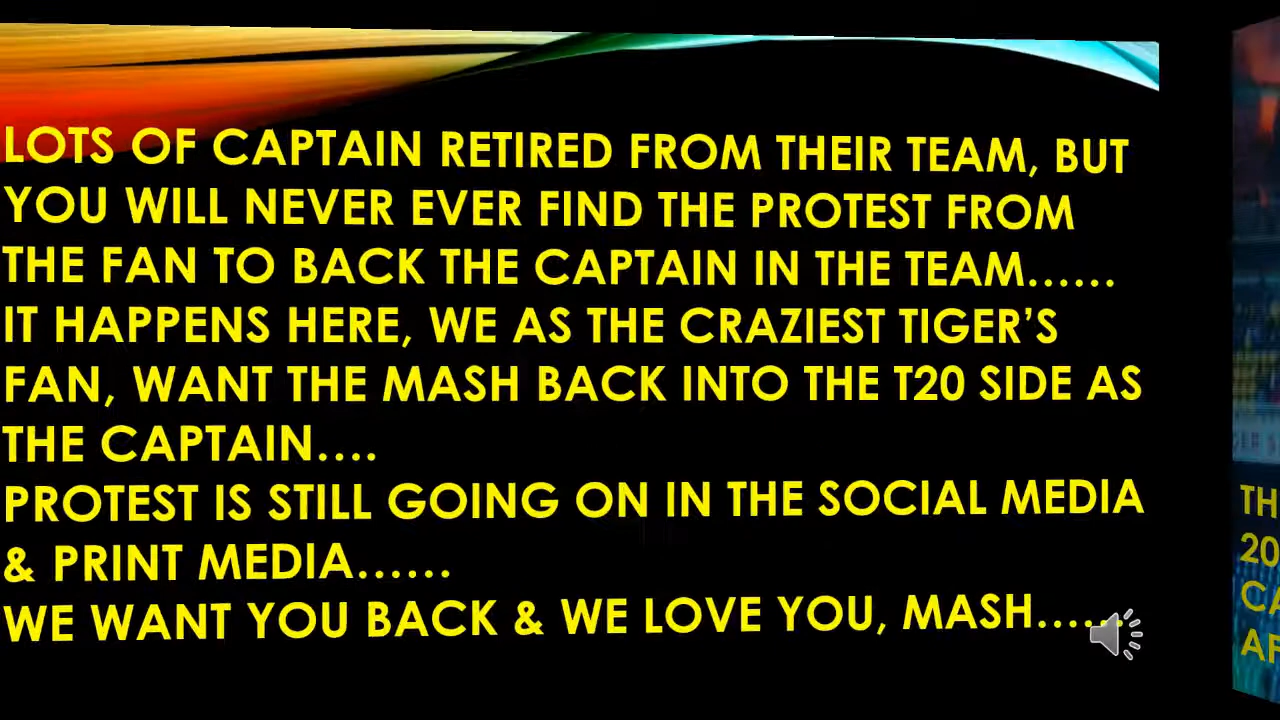 LOTS OF CAPTAIN RETIRED FROM THEIR TEAM, BUT
YOU WILL NEVER EVER FIND THE PROTEST FROM
THE FAN TO BACK THE CAPTAIN IN THE TEAM……
IT HAPPENS HERE, WE AS THE CRAZIEST TIGER’S
FAN, WANT THE MASH BACK INTO THE T20 SIDE AS
THE CAPTAIN….
PROTEST IS STILL GOING ON IN THE SOCIAL MEDIA
& PRINT MEDIA……
WE WANT YOU BACK & WE LOVE YOU, MASH……